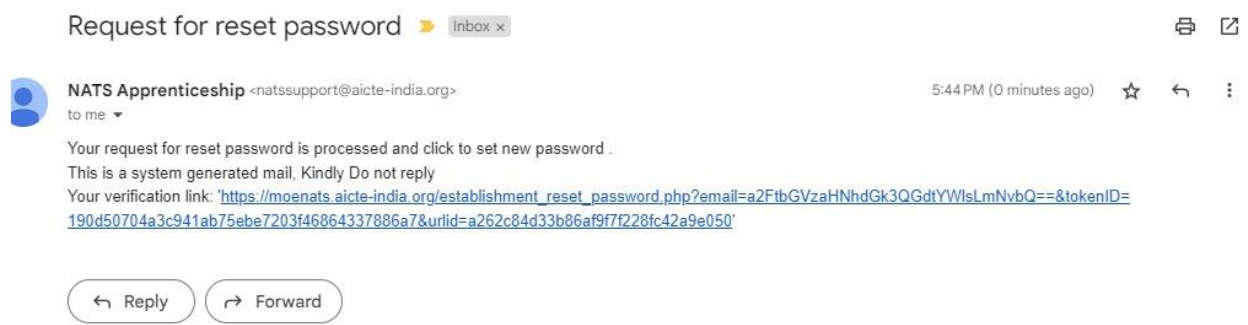 Request for reset password Inbox ×
NATS Apprenticeship <natssupport@aicte-india.org> 5:44 PM (0 minutes ago)
to me
Your request for reset password is processed and click to set new password .
This is a system generated mail, Kindly Do not reply
Your verification link: 'https://moenats.aicte-india.org/establishment_reset_password.php?email=a2FtbGVzaHNhdGk3QGdtYWlsLmNvbQ==&tokenID=
190d50704a3c941ab75ebe7203f46864337886a7&urlid=a262c84d33b86af9f7f228fc42a9e050'
Reply Forward